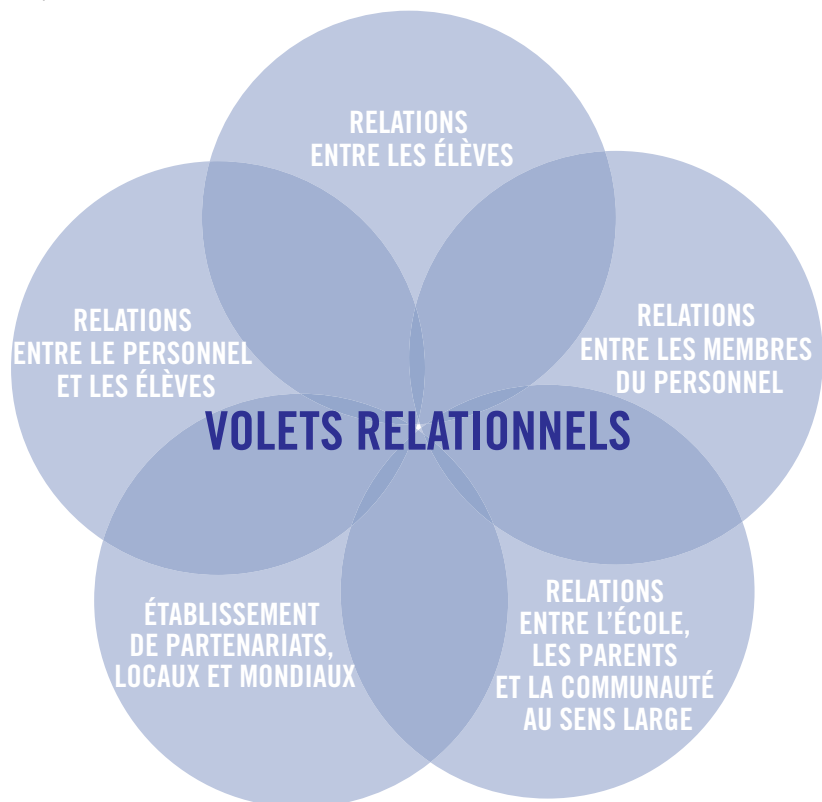 RELATIONS
ENTRE LES ÉLÈVES
RELATIONS
ENTRE LE PERSONNEL
ET LES ÉLÈVES
RELATIONS
ENTRE LES MEMBRES
DU PERSONNEL
VOLETS RELATIONNELS
ÉTABLISSEMENT
DE PARTENARIATS,
LOCAUX ET MONDIAUX
RELATIONS
ENTRE L’ÉCOLE,
LES PARENTS
ET LA COMMUNAUTÉ
AU SENS LARGE